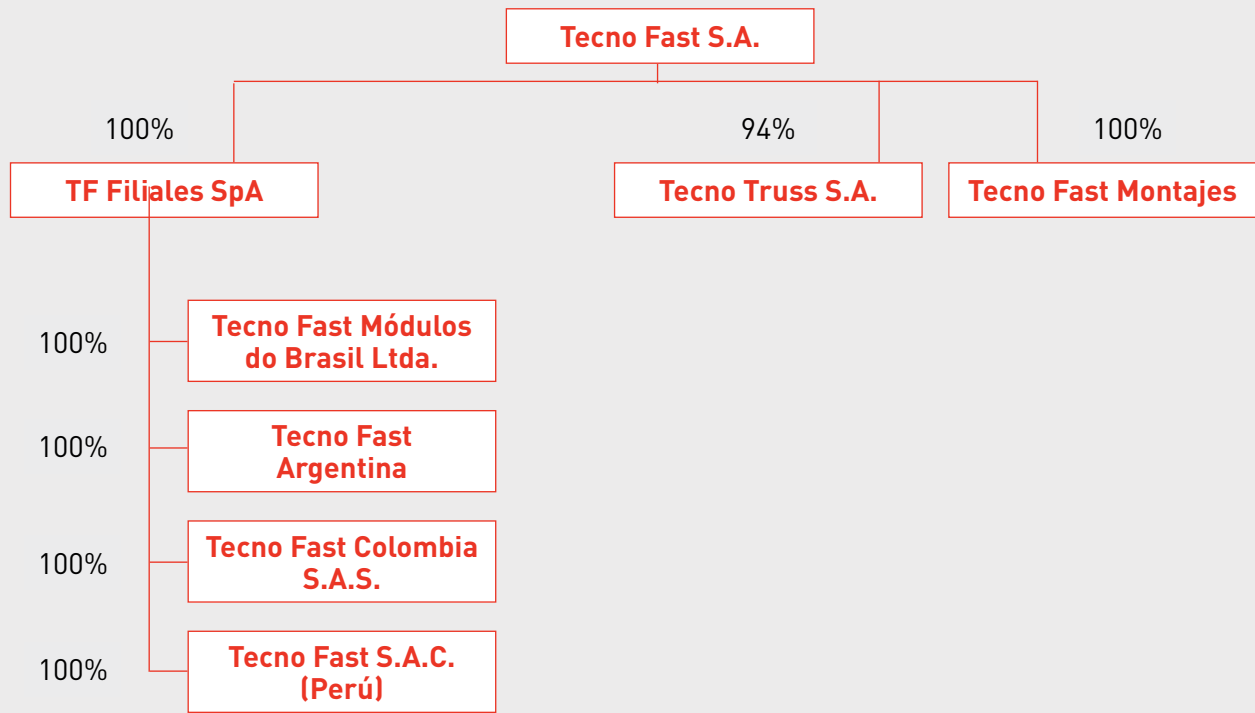 Tecno Fast S.A.
100%
94%
100%
TF Filiales SpA
Tecno Truss S.A.
Tecno Fast Montajes
100%
Tecno Fast Módulos
do Brasil Ltda.
100%
Tecno Fast
Argentina
100%
Tecno Fast Colombia
S.A.S.
100%
Tecno Fast S.A.C.
(Perú)